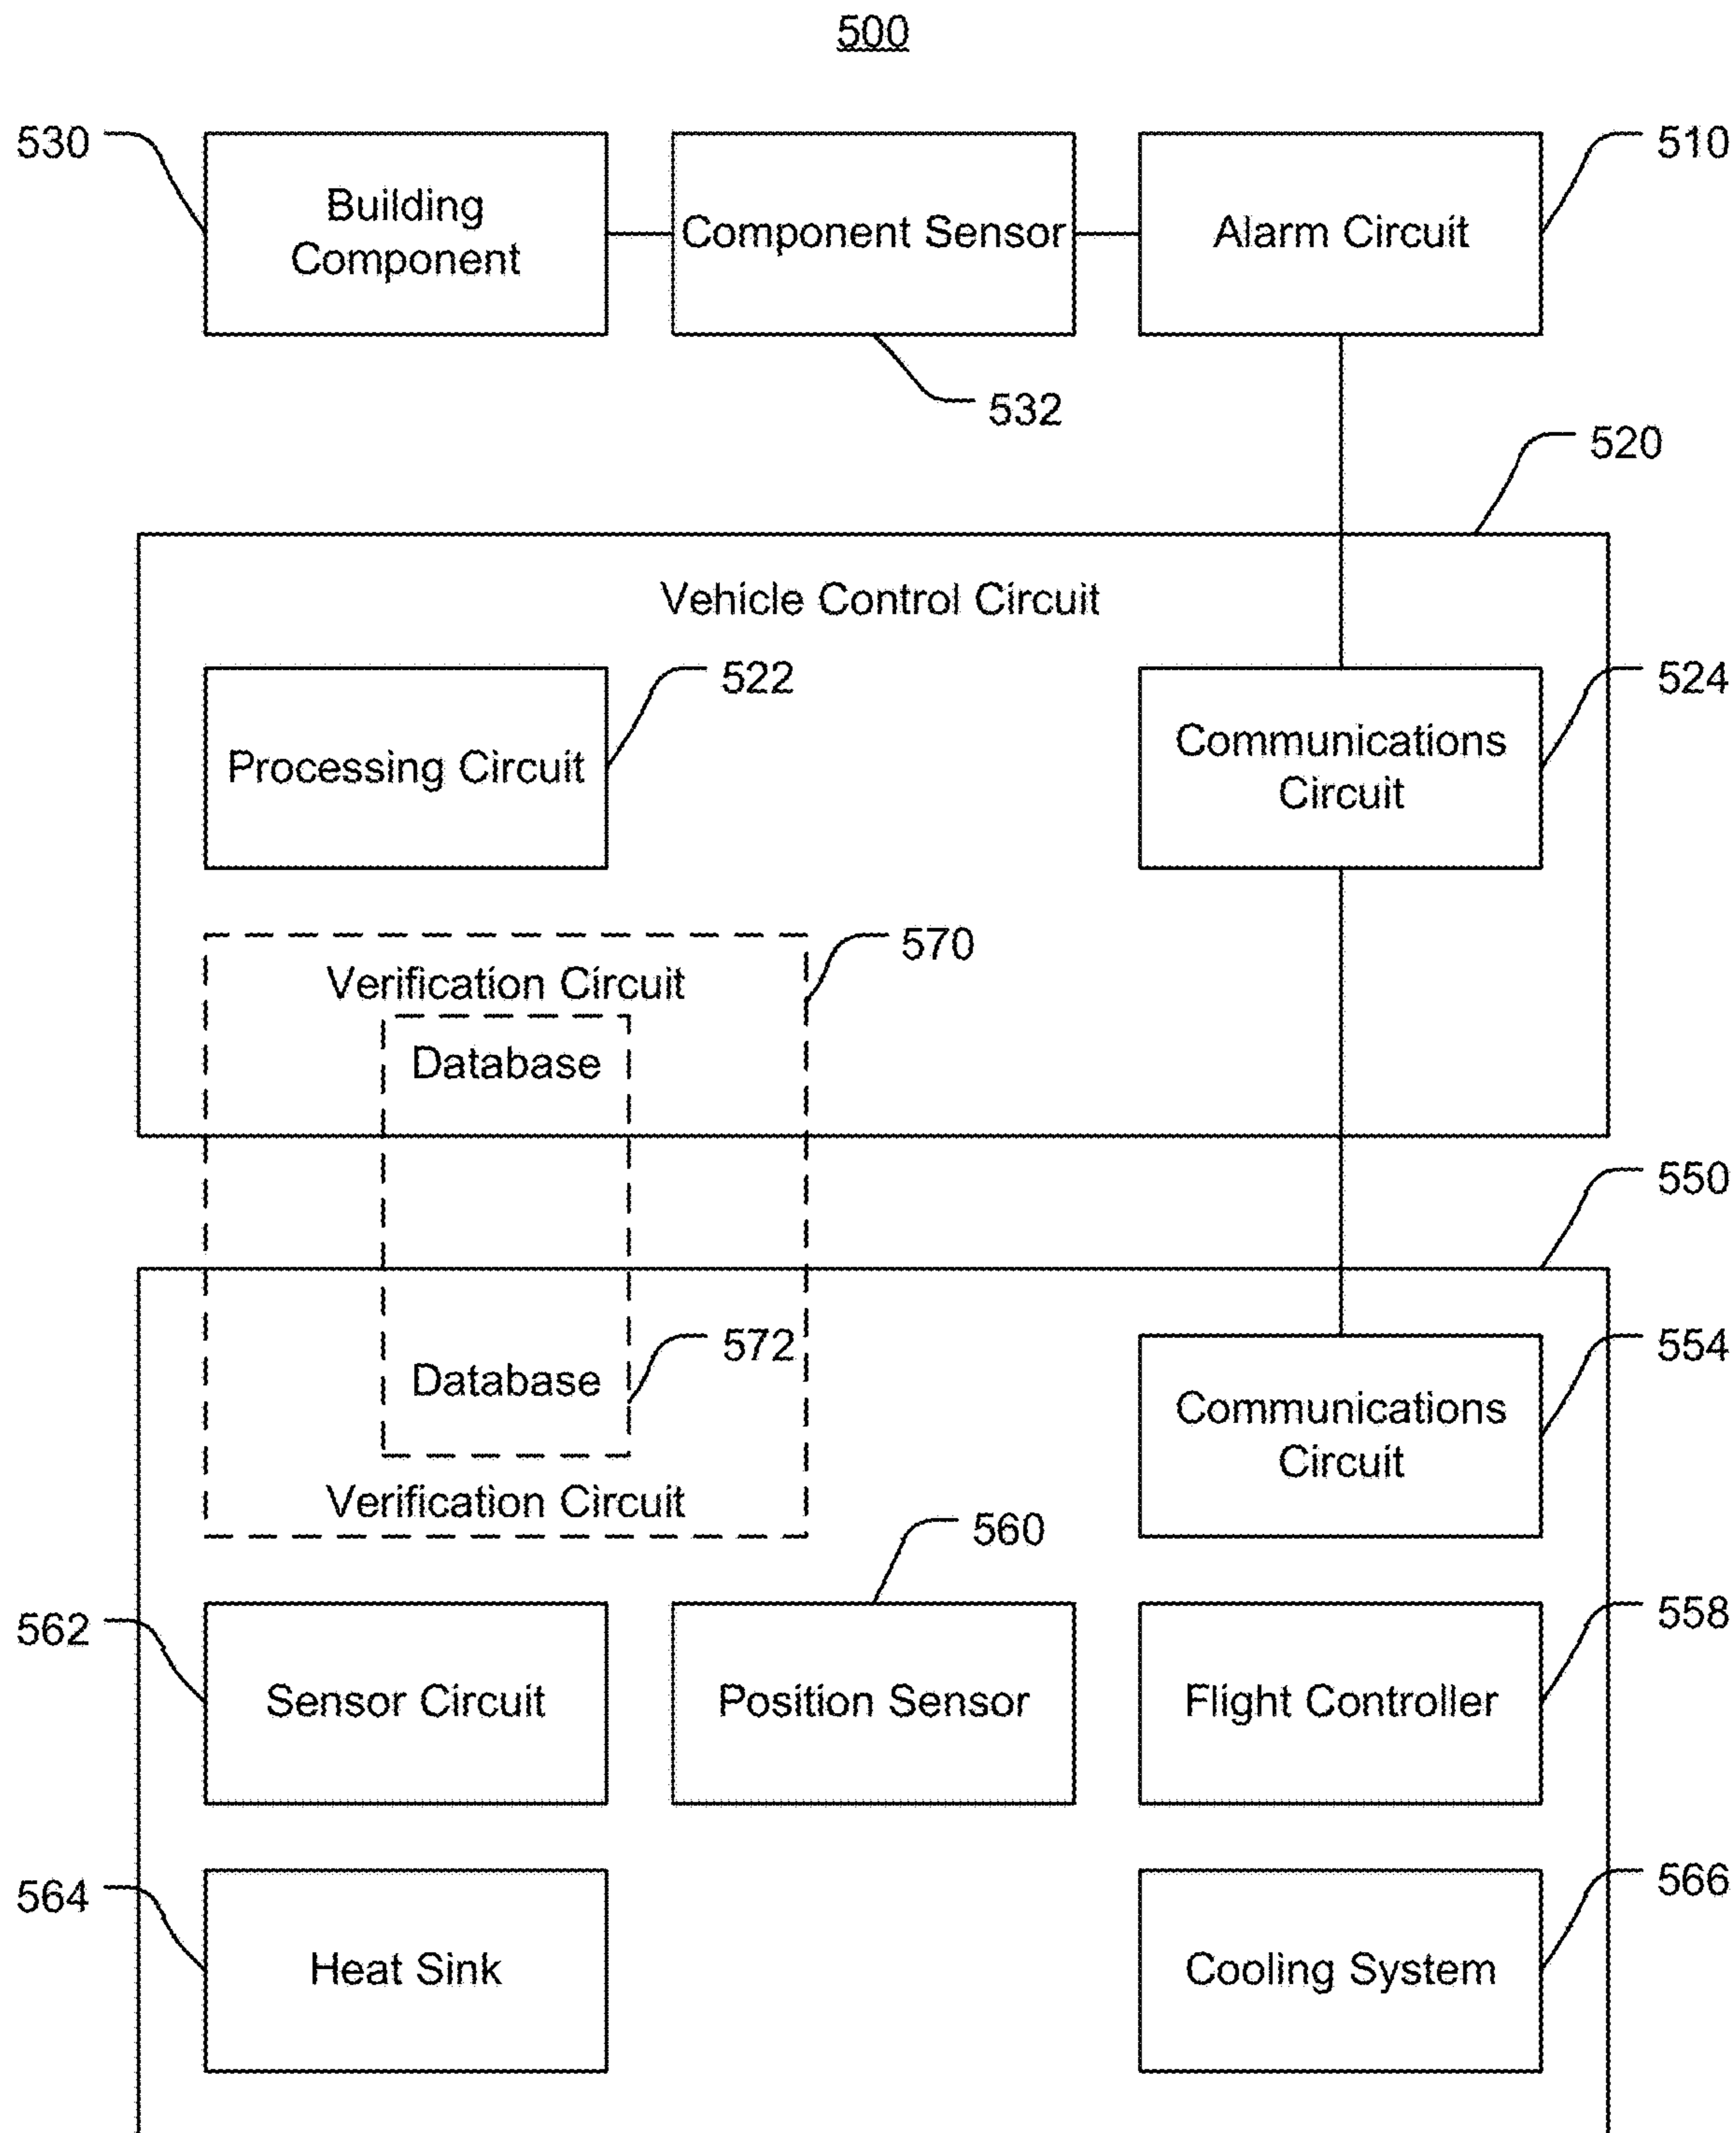 500
530
Building
Component
Component Sensor
Alarm Circuit
510
532
520
Vehicle Control Circuit
522
Processing Circuit
Communications
Circuit
524
570
Verification Circuit
Database
550
572
Database
Verification Circuit
Communications
Circuit
554
560
562
Sensor Circuit
Position Sensor
Flight Controller
558
564
Heat Sink
Cooling System
566